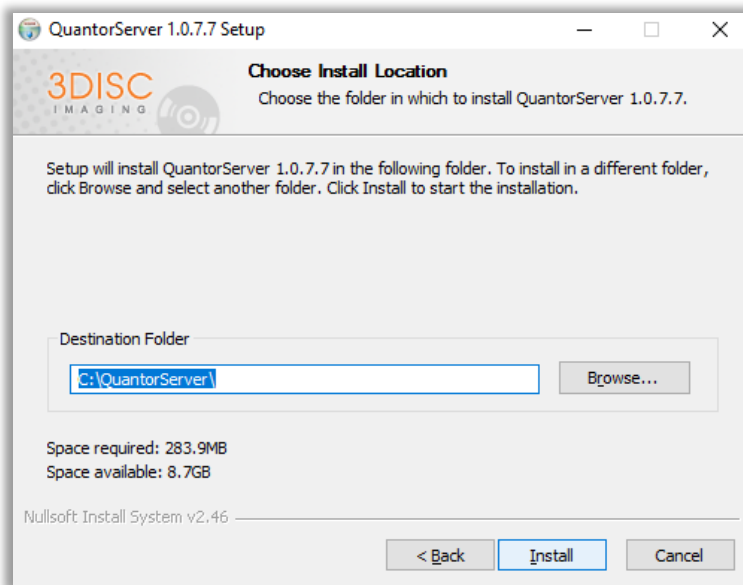 QuantorServer 1.0.7.7 Setup
3DISC
IMAGING
Choose Install Location
Choose the folder in which to install QuantorServer 1.0.7.7.
Setup will install QuantorServer 1.0.7.7 in the following folder. To install in a different folder,
click Browse and select another folder. Click Install to start the installation.
Destination Folder
C:\QuantorServer\
Browse...
Space required: 283.9MB
Space available: 8.7GB
Nullsoft Install System v2.46
< Back
Install
Cancel